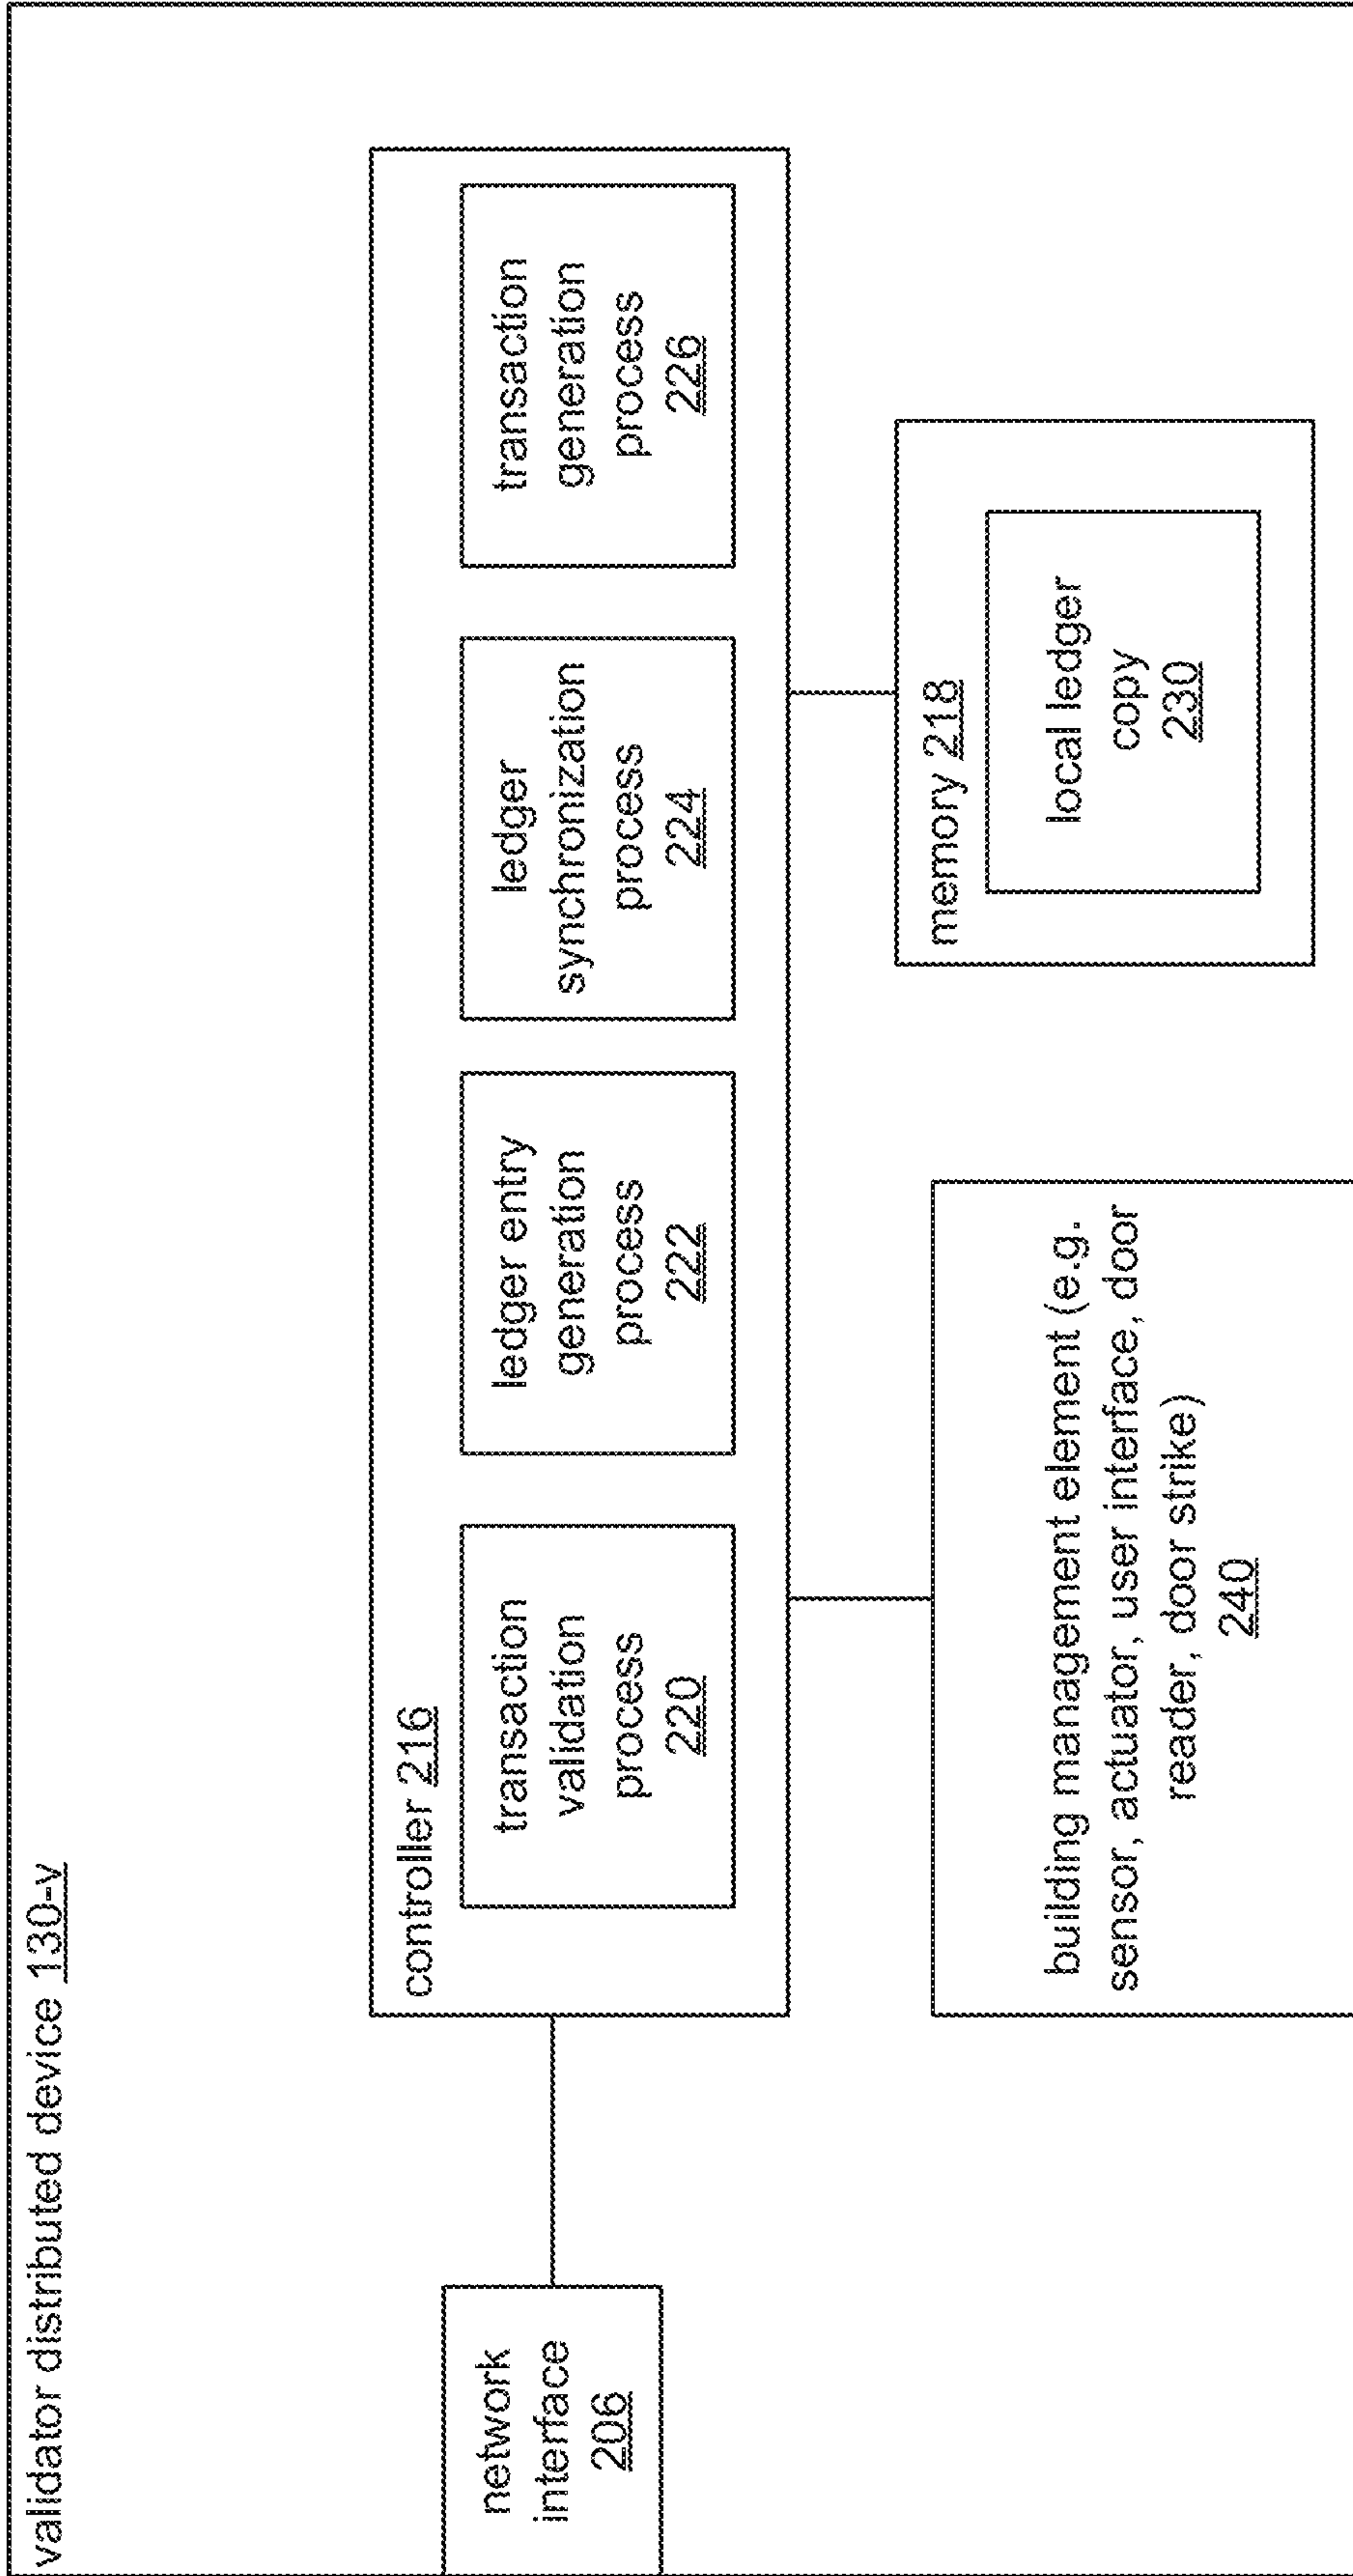 validator distributed device 130-v
network
interface
206
controller 216
transaction
validation
process
220
ledger entry
generation
process
222
ledger
synchronization
process
224
transaction
generation
process
226
building management element (e.g.
sensor, actuator, user interface, door
reader, door strike)
240
memory 218
local ledger
copy
230